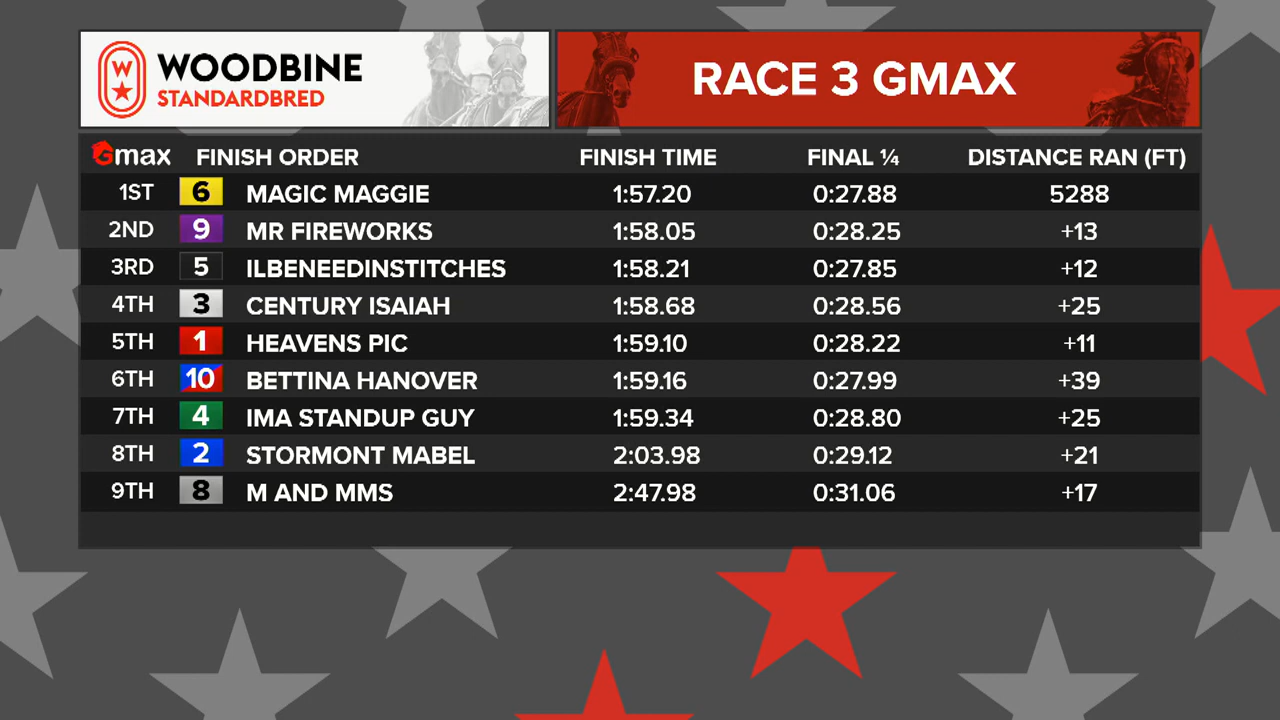 W
WOODBINE
STANDARDBRED
RACE 3 GMAX
Gmax FINISH ORDER FINISH TIME FINAL ¼ DISTANCE RAN (FT)
1ST 6 MAGIC MAGGIE 1:57.20 0:27.88 5288
2ND 9 MR FIREWORKS 1:58.05 0:28.25 +13
3RD 5 ILBENEEDINSTITCHES 1:58.21 0:27.85 +12
4TH 3 CENTURY ISAIAH 1:58.68 0:28.56 +25
5TH 1 HEAVENS PIC 1:59.10 0:28.22 +11
6TH 10 BETTINA HANOVER 1:59.16 0:27.99 +39
7TH 4 IMA STANDUP GUY 1:59.34 0:28.80 +25
8TH 2 STORMONT MABEL 2:03.98 0:29.12 +21
9TH 8 M AND MMS 2:47.98 0:31.06 +17